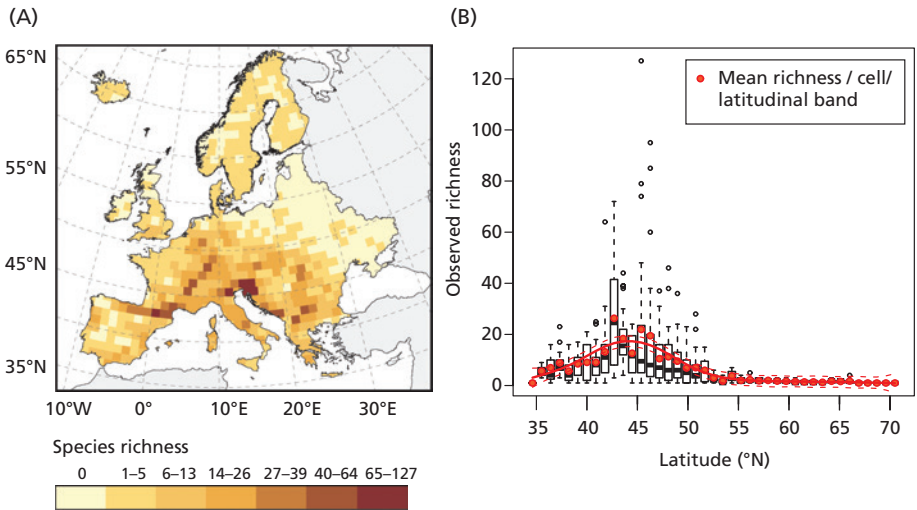 (A)
65°N
55°N
45°N
35°N
10°W 0° 10°E 20°E 30°E
Species richness
0 1–5 6–13 14–26 27–39 40–64 65–127
(B)
Observed richness
120
100
80
60
40
20
0
Mean richness / cell/
latitudinal band
35 40 45 50 55 60 65 70
Latitude (°N)